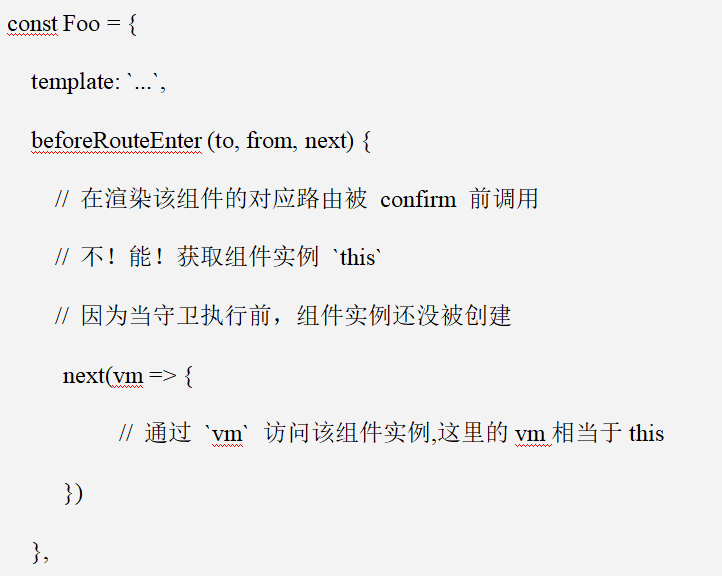 const Foo = {
template: `...`,
beforeRouteEnter (to, from, next) {
// 在渲染该组件的对应路由被 confirm 前调用
// 不！能！获取组件实例 `this`
// 因为当守卫执行前，组件实例还没被创建
next(vm => {
// 通过 `vm` 访问该组件实例,这里的 vm 相当于 this
})
},